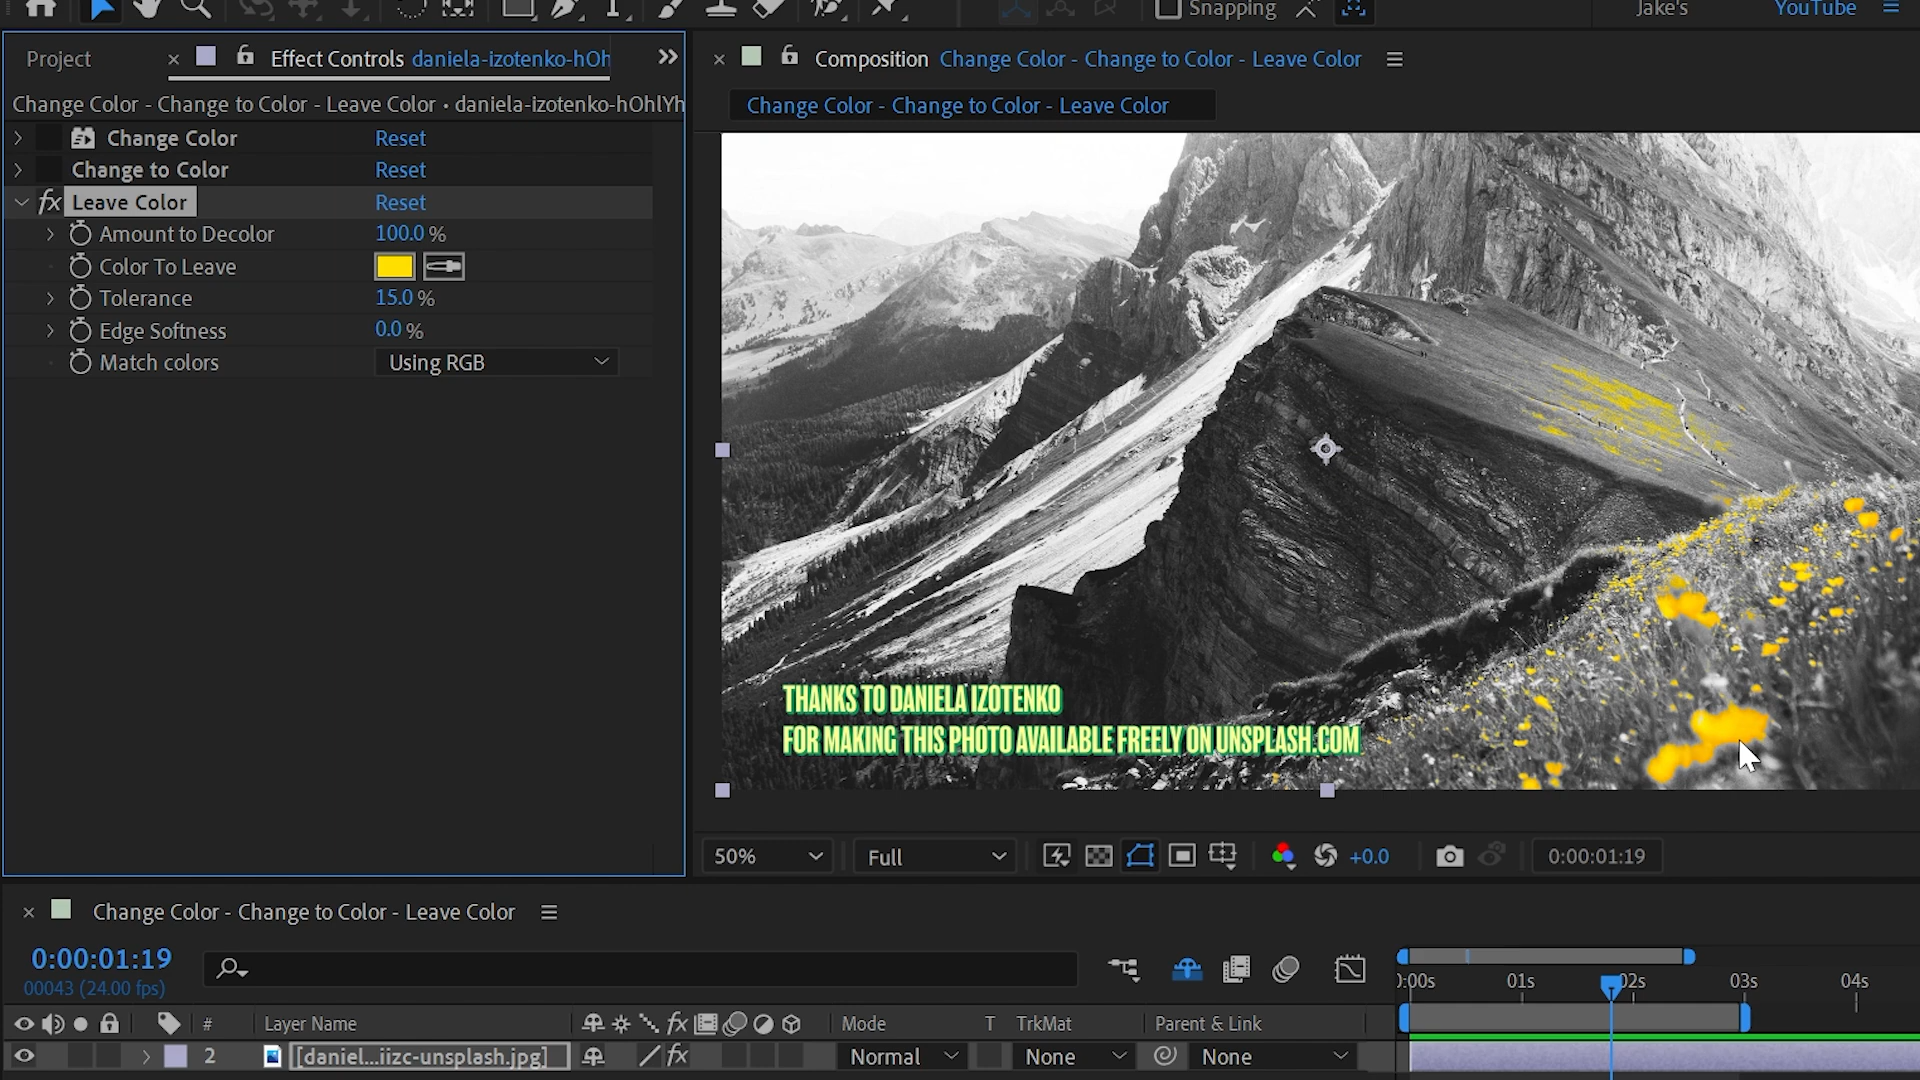 Snapping
Jake's
YouTube
Project
Effect Controls daniela-izotenko-hOh
Composition Change Color - Change to Color - Leave Color
Change Color - Change to Color - Leave Color • daniela-izotenko-hOhlYh
Change Color - Change to Color - Leave Color
Change Color Reset
Change to Color Reset
fx Leave Color Reset
Amount to Decolor 100.0 %
Color To Leave
Tolerance 15.0 %
Edge Softness 0.0 %
Match colors Using RGB
THANKS TO DANIELA IZOTENKO
FOR MAKING THIS PHOTO AVAILABLE FREELY ON UNSPLASH.COM
50% Full +0.0 0:00:01:19
Change Color - Change to Color - Leave Color
0:00:01:19
00043 (24.00 fps)
):00s 01s 02s 03s 04s
# Layer Name fx Mode T TrkMat Parent & Link
2 [daniel...iizc-unsplash.jpg] fx Normal None None